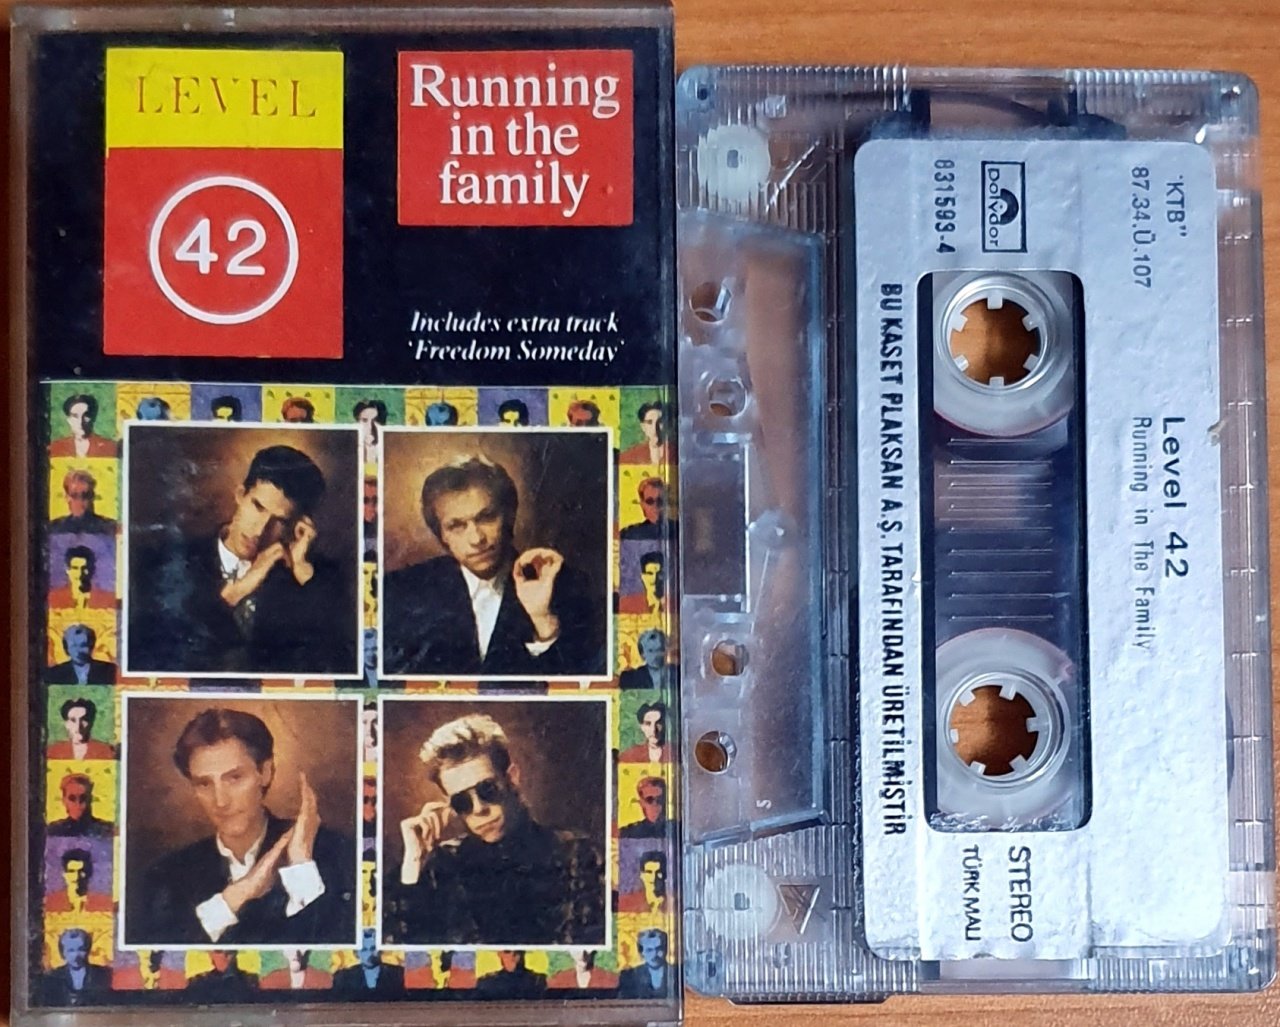 LEVEL
42
Running
in the
family
Includes extra track
'Freedom Someday'
"KTB"
87.34.Ü.107
Level 42
Running in The Family
polydor
831593-4
BU KASET PLAKSAN A.Ş. TARAFINDAN ÜRETİLMİŞTİR
STEREO
TÜRK MALI
S